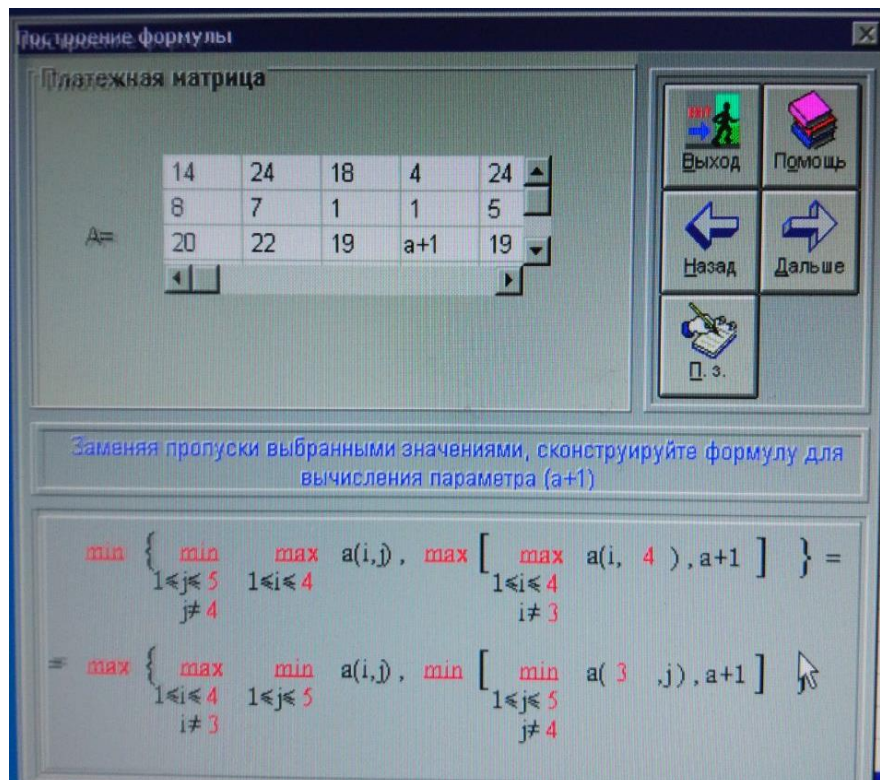 Построение формулы
Платежная матрица
14 24 18 4 24
8 7 1 1 5
A= 20 22 19 a+1 19
EXIT
Выход Помощь
Назад Дальше
П. з.
Заменяя пропуски выбранными значениями, сконструируйте формулу для
вычисления параметра (a+1)
min { min max a(i,j) , max [ max a(i, 4 ) , a+1 ] } =
1≤j≤ 5 1≤i≤ 4 1≤i≤ 4
j≠ 4 i≠ 3
= max { max min a(i,j) , min [ min a( 3 ,j) , a+1 ] }
1≤i≤ 4 1≤j≤ 5 1≤j≤ 5
i≠ 3 j≠ 4